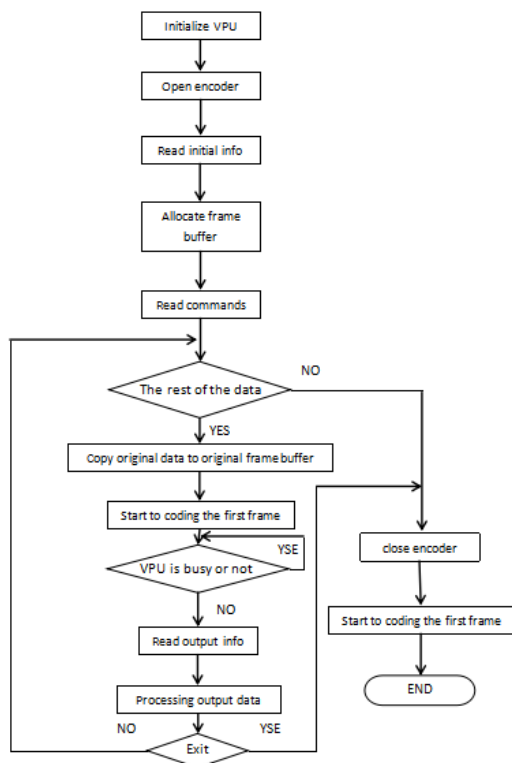 Initialize VPU
Open encoder
Read initial info
Allocate frame
buffer
Read commands
The rest of the data
NO
YES
Copy original data to original frame buffer
Start to coding the first frame
YSE
VPU is busy or not
close encoder
NO
Start to coding the first frame
Read output info
END
Processing output data
NO
YSE
Exit